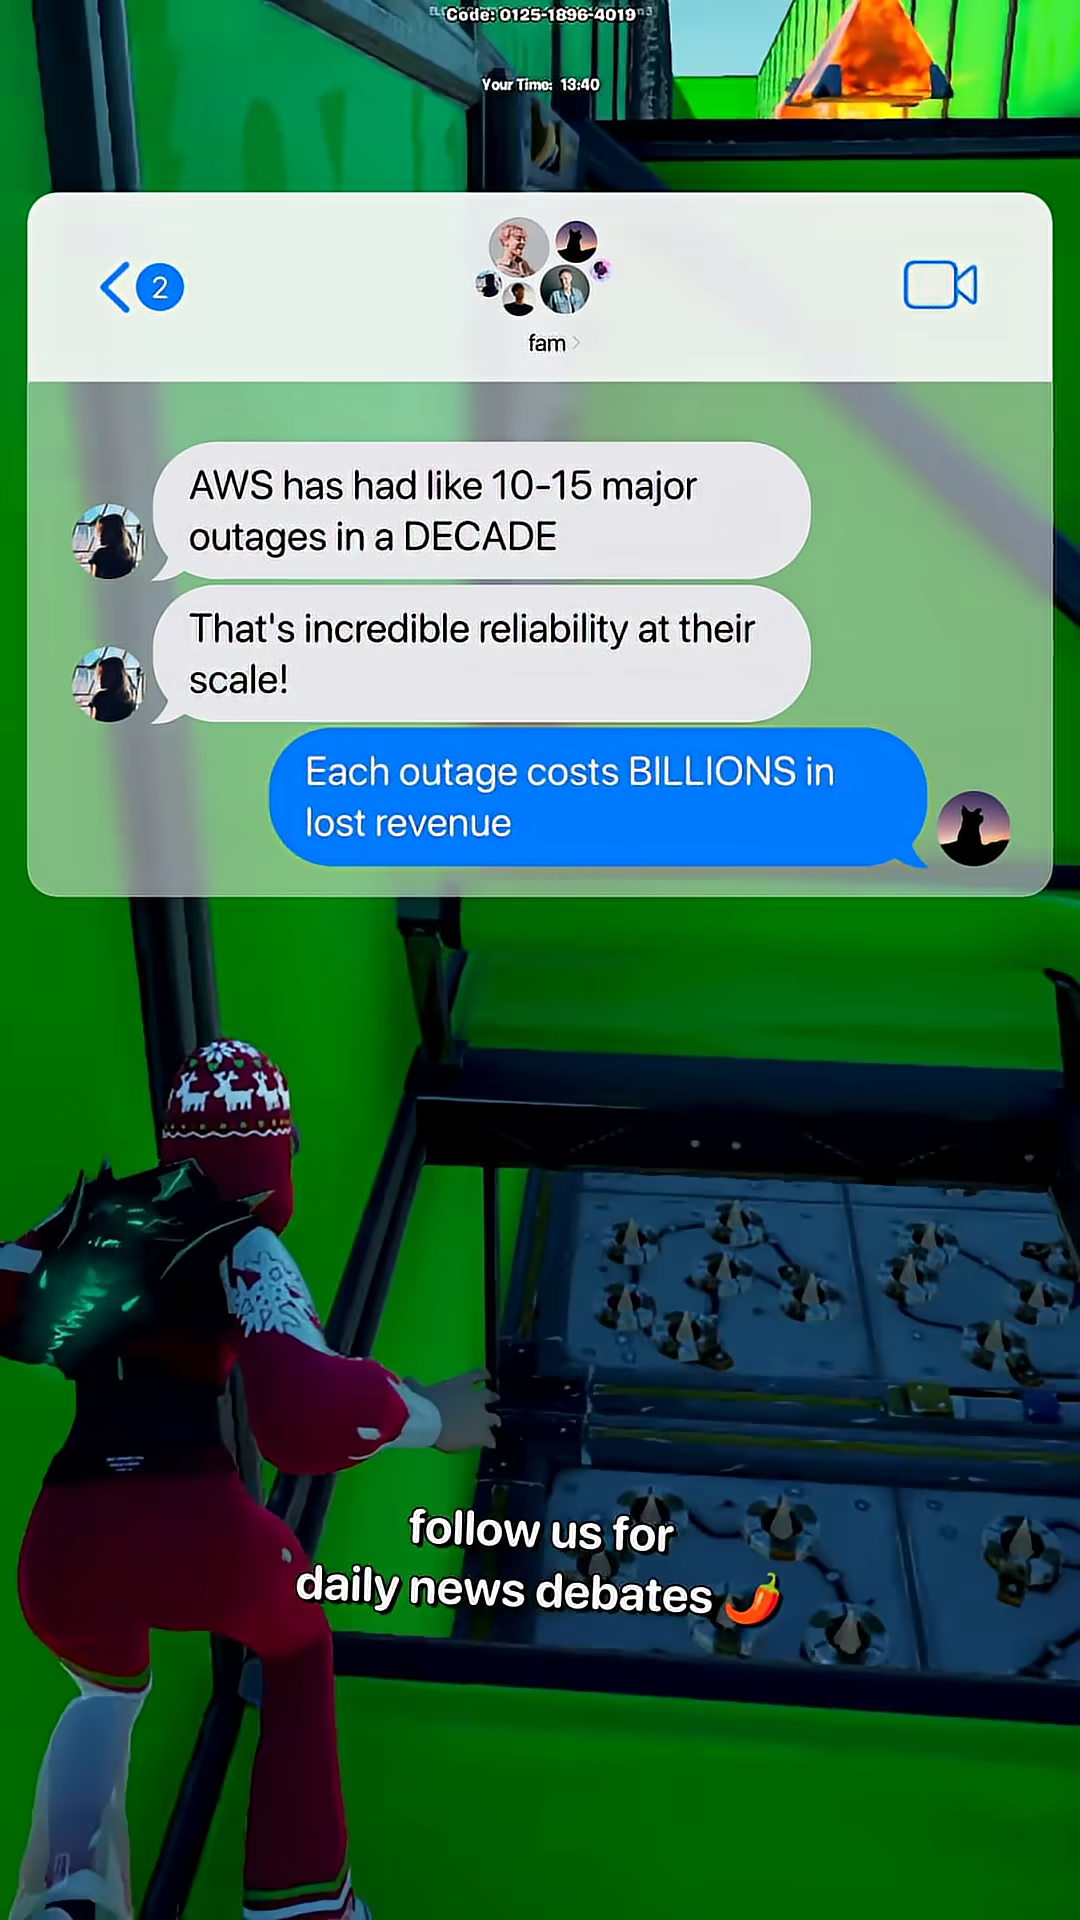 Code: 0125-1896-4019
Your Time: 13:40
2
fam
AWS has had like 10-15 major
outages in a DECADE
That's incredible reliability at their
scale!
Each outage costs BILLIONS in
lost revenue
follow us for
daily news debates 🌶️